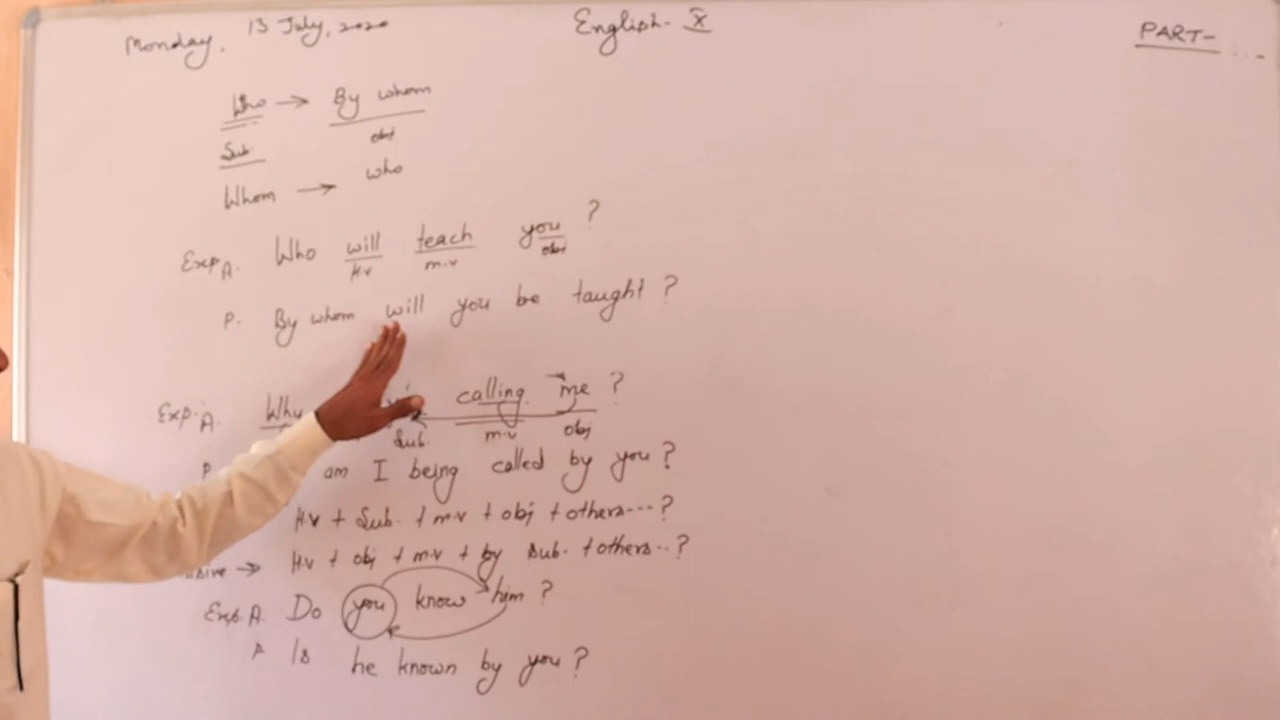 Monday, 13 July, 2020
English - X
PART-
Who → By whom
Sub. obj
Whom → who
Exp A. Who will teach you ?
H.v m.v obj
P. By whom will you be taught ?
Exp. A. Why calling me ?
Sub. m.v obj
P am I being called by you ?
H.v + Sub. + m.v + obj + others---?
→ H.v + obj + m.v + by sub. + others..?
Exp. A. Do you know him ?
P Is he known by you ?